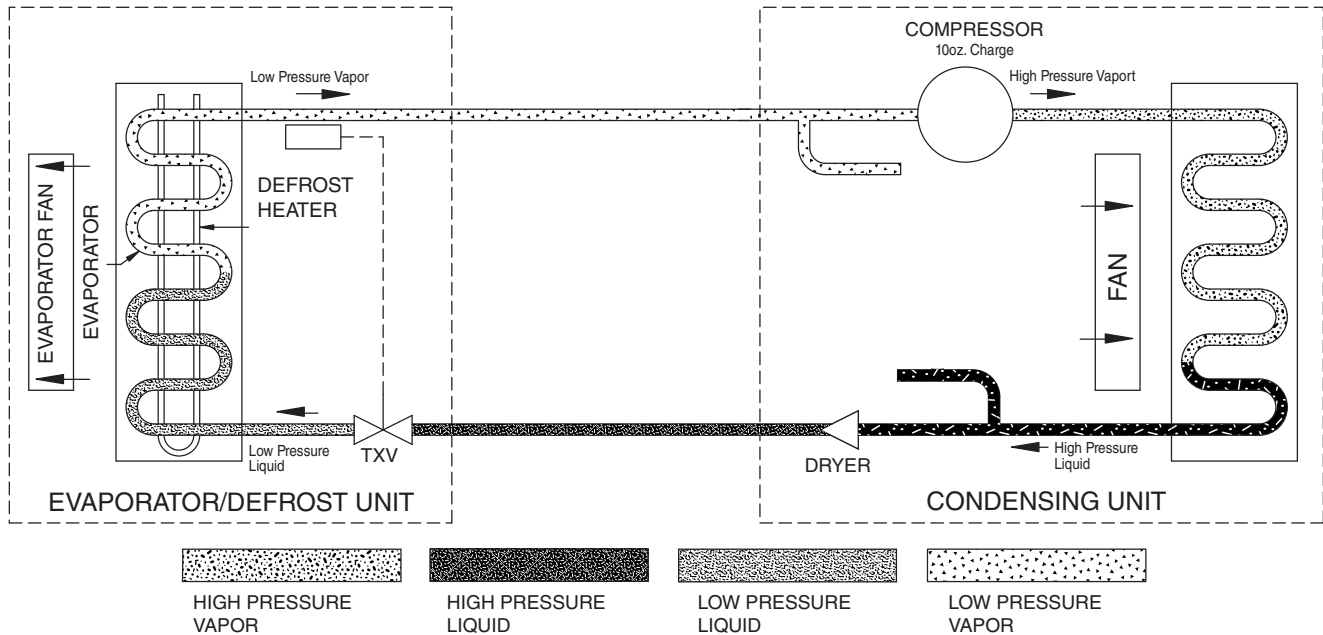 COMPRESSOR
10oz. Charge
Low Pressure Vapor
High Pressure Vaport
DEFROST
HEATER
EVAPORATOR FAN
EVAPORATOR
FAN
Low Pressure
Liquid
TXV
DRYER
High Pressure
Liquid
EVAPORATOR/DEFROST UNIT
CONDENSING UNIT
HIGH PRESSURE
VAPOR
HIGH PRESSURE
LIQUID
LOW PRESSURE
LIQUID
LOW PRESSURE
VAPOR